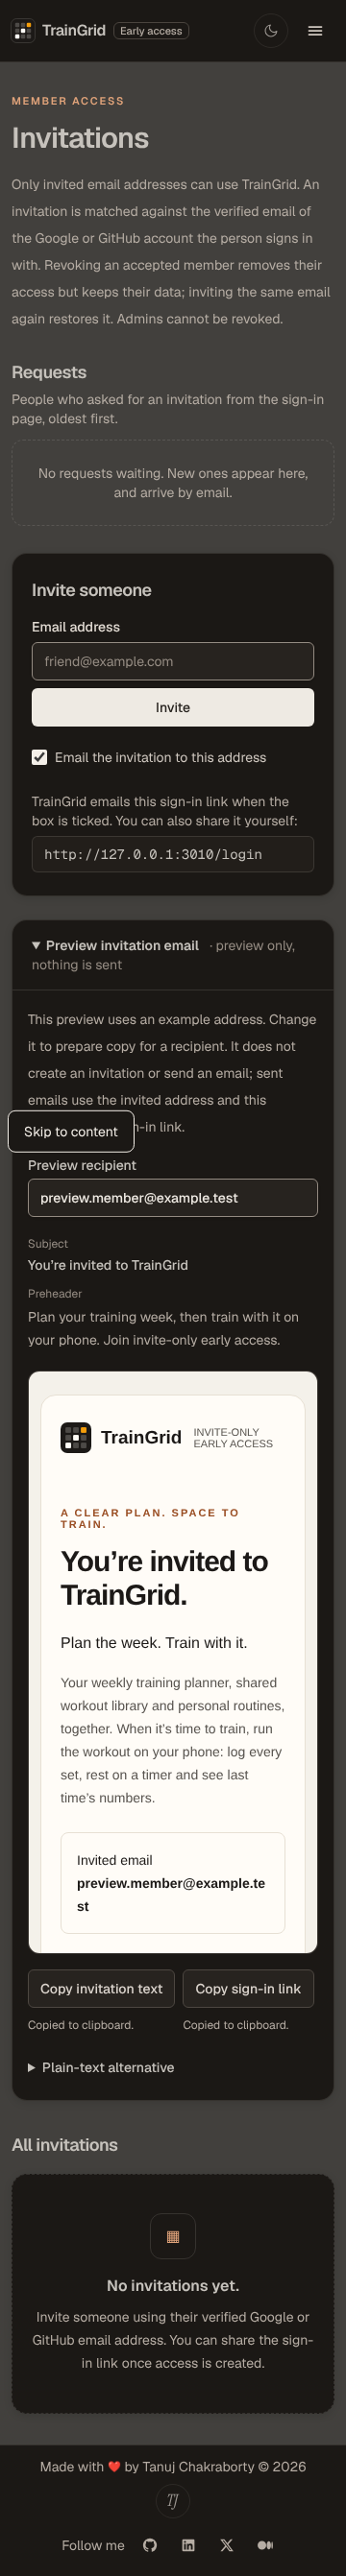 TrainGrid Early access
MEMBER ACCESS
Invitations
Only invited email addresses can use TrainGrid. An
invitation is matched against the verified email of
the Google or GitHub account the person signs in
with. Revoking an accepted member removes their
access but keeps their data; inviting the same email
again restores it. Admins cannot be revoked.
Requests
People who asked for an invitation from the sign-in
page, oldest first.
No requests waiting. New ones appear here,
and arrive by email.
Invite someone
Email address
friend@example.com
Invite
Email the invitation to this address
TrainGrid emails this sign-in link when the
box is ticked. You can also share it yourself:
http://127.0.0.1:3010/login
Preview invitation email · preview only,
nothing is sent
This preview uses an example address. Change
it to prepare copy for a recipient. It does not
create an invitation or send an email; sent
emails use the invited address and this
Skip to content
n-in link.
Preview recipient
preview.member@example.test
Subject
You’re invited to TrainGrid
Preheader
Plan your training week, then train with it on
your phone. Join invite-only early access.
TrainGrid
INVITE-ONLY
EARLY ACCESS
A CLEAR PLAN. SPACE TO
TRAIN.
You’re invited to
TrainGrid.
Plan the week. Train with it.
Your weekly training planner, shared
workout library and personal routines,
together. When it’s time to train, run
the workout on your phone: log every
set, rest on a timer and see last
time’s numbers.
Invited email
preview.member@example.te
st
Copy invitation text Copy sign-in link
Copied to clipboard. Copied to clipboard.
Plain-text alternative
All invitations
No invitations yet.
Invite someone using their verified Google or
GitHub email address. You can share the sign-
in link once access is created.
Made with ❤️ by Tanuj Chakraborty © 2026
TJ
Follow me